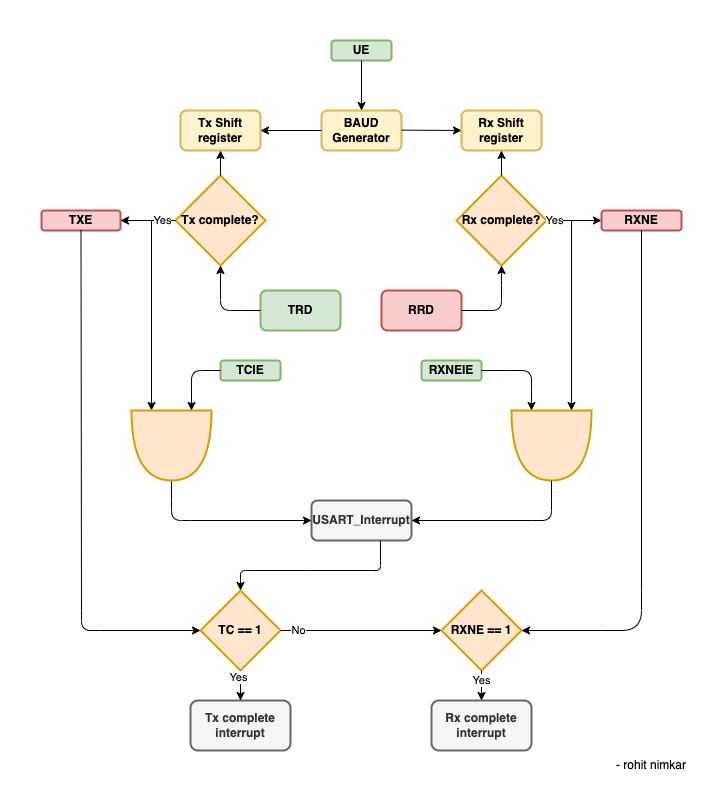 UE
Tx Shift
register
BAUD
Generator
Rx Shift
register
TXE
Yes
Tx complete?
Rx complete?
Yes
RXNE
TRD
RRD
TCIE
RXNEIE
USART_Interrupt
TC == 1
No
RXNE == 1
Yes
Yes
Tx complete
interrupt
Rx complete
interrupt
- rohit nimkar